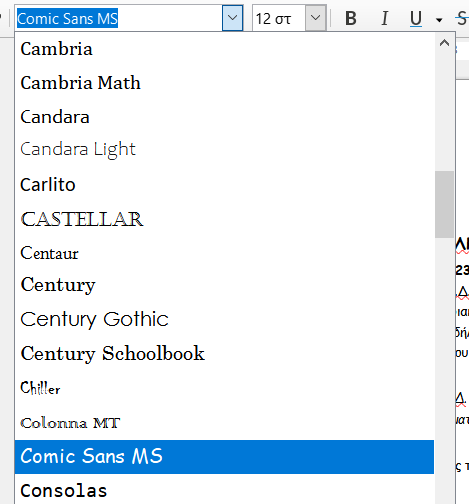 Comic Sans MS 12 στ B I U S
Cambria
Cambria Math
Candara
Candara Light
Carlito
CASTELLAR
Centaur
Century
Century Gothic
Century Schoolbook
Chiller
Colonna MT
Comic Sans MS
Consolas